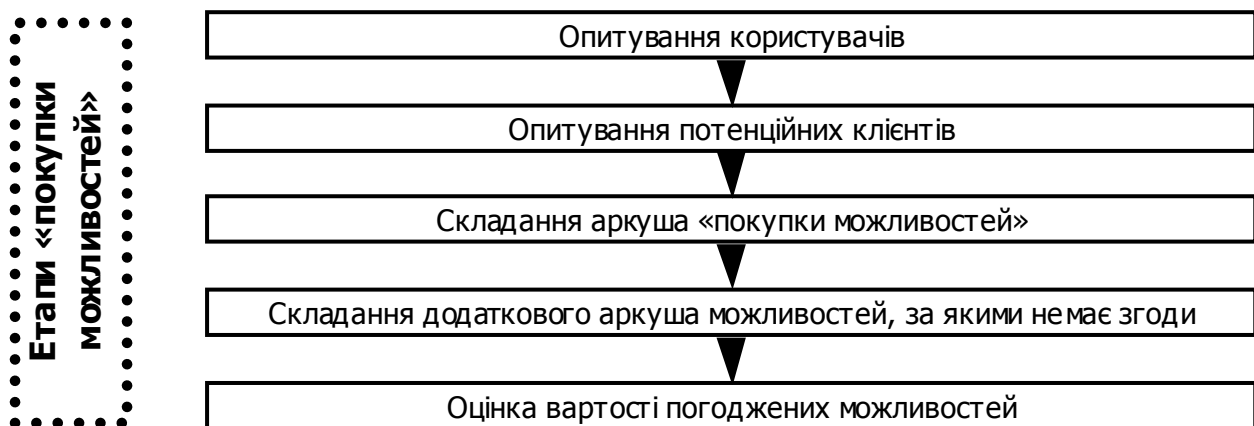 Етапи «покупки
можливостей»
Опитування користувачів
Опитування потенційних клієнтів
Складання аркуша «покупки можливостей»
Складання додаткового аркуша можливостей, за якими немає згоди
Оцінка вартості погоджених можливостей